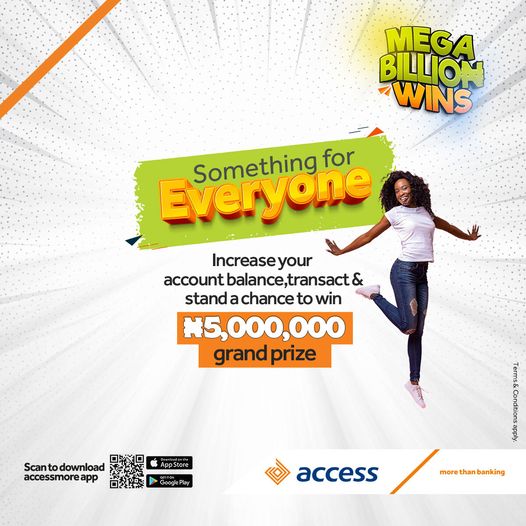 MEGA
BILLION
WINS
Something for
Everyone
Increase your
account balance,transact &
stand a chance to win
₦5,000,000
grand prize
Terms & Conditions apply.
Scan to download
accessmore app
Download on the
App Store
GET IT ON
Google Play
access
more than banking